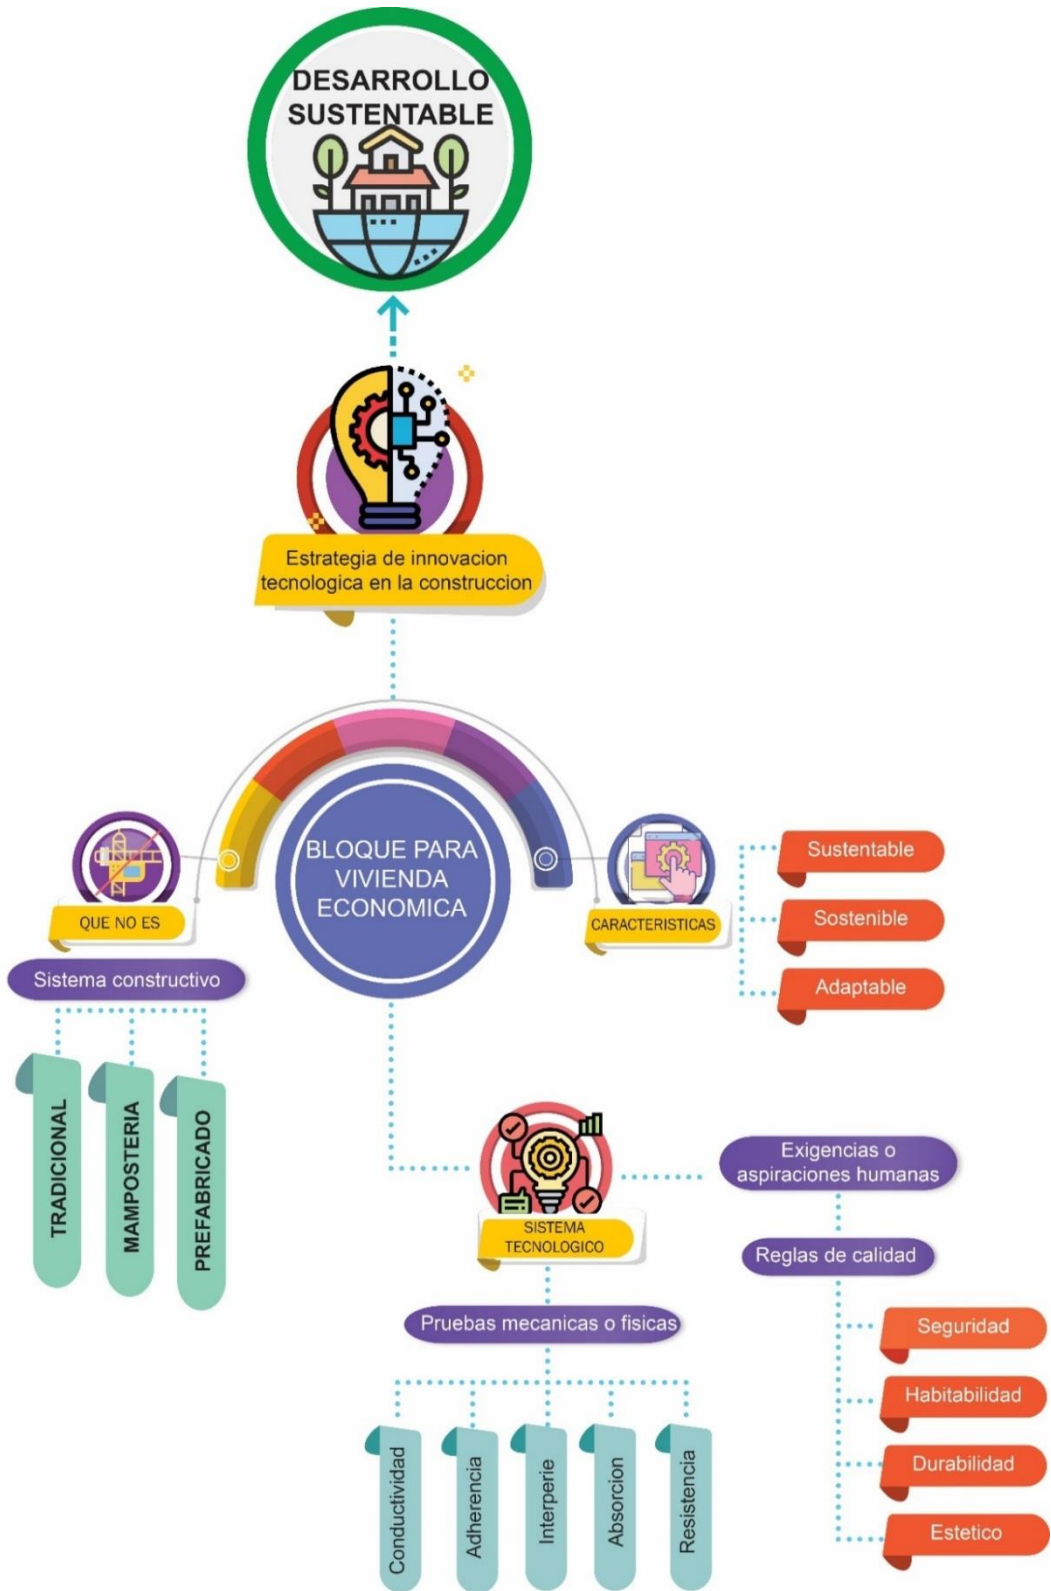 DESARROLLO
SUSTENTABLE
Estrategia de innovacion
tecnologica en la construccion
BLOQUE PARA
VIVIENDA
ECONOMICA
QUE NO ES
Sistema constructivo
TRADICIONAL
MAMPOSTERIA
PREFABRICADO
CARACTERISTICAS
Sustentable
Sostenible
Adaptable
SISTEMA
TECNOLOGICO
Exigencias o
aspiraciones humanas
Reglas de calidad
Seguridad
Habitabilidad
Durabilidad
Estetico
Pruebas mecanicas o fisicas
Conductividad
Adherencia
Interperie
Absorcion
Resistencia